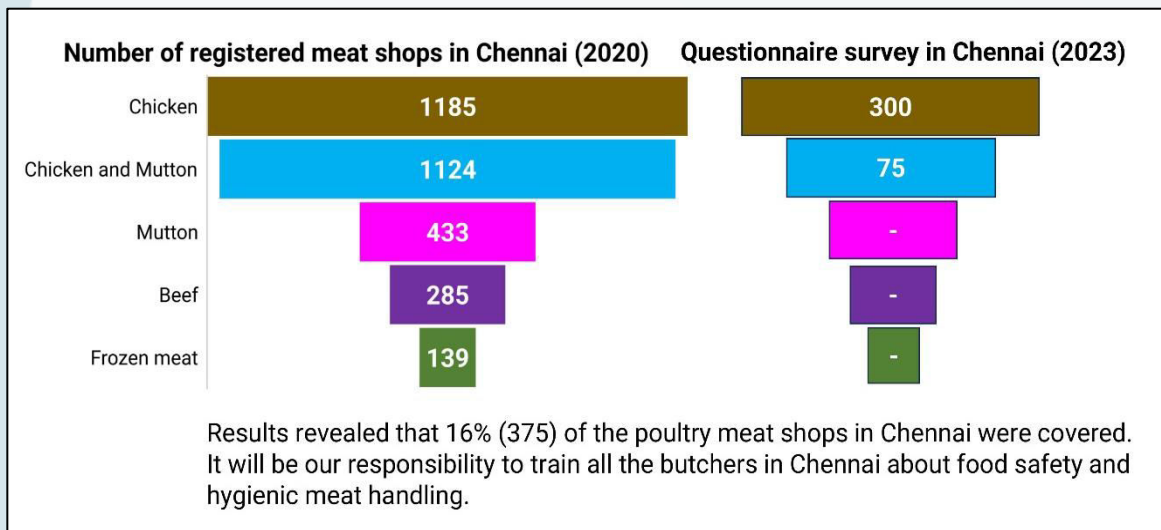 Number of registered meat shops in Chennai (2020)
Questionnaire survey in Chennai (2023)
Chicken
1185
300
Chicken and Mutton
1124
75
Mutton
433
-
Beef
285
-
Frozen meat
139
-
Results revealed that 16% (375) of the poultry meat shops in Chennai were covered.
It will be our responsibility to train all the butchers in Chennai about food safety and
hygienic meat handling.